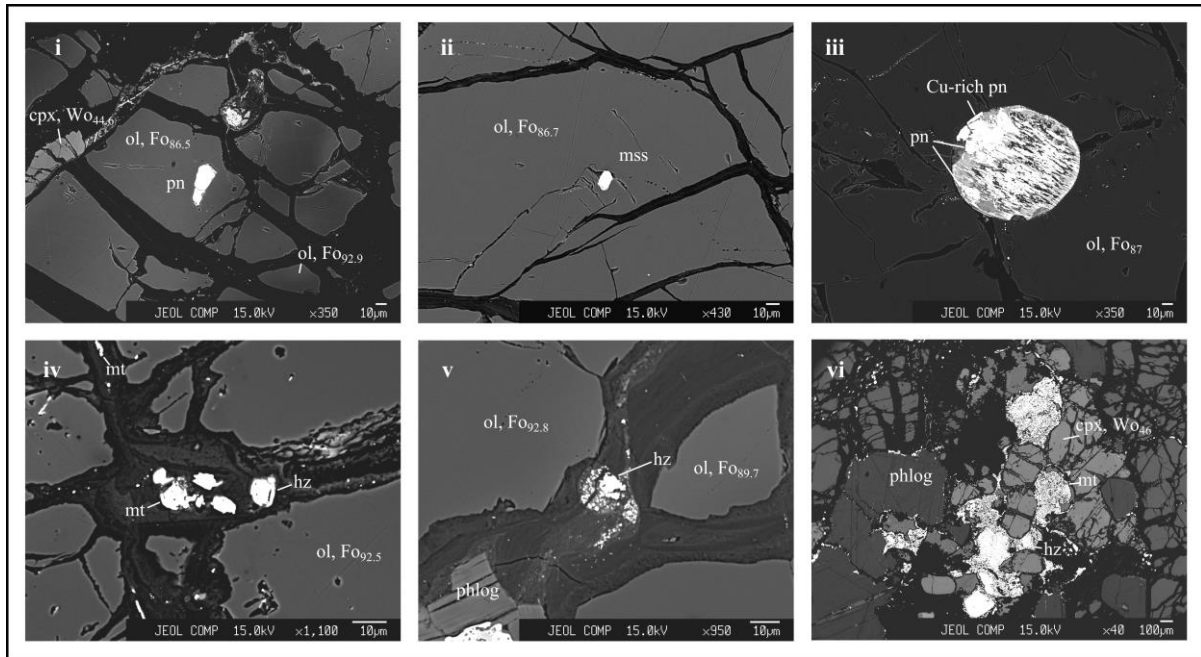 i
cpx, Wo44.6
ol, Fo86.5
pn
ol, Fo92.9
JEOL COMP 15.0kV ×350 10µm
ii
ol, Fo86.7
mss
JEOL COMP 15.0kV ×430 10µm
iii
Cu-rich pn
pn
ol, Fo87
JEOL COMP 15.0kV ×350 10µm
iv
mt
mt
hz
ol, Fo92.5
JEOL COMP 15.0kV ×1,100 10µm
v
ol, Fo92.8
hz
ol, Fo89.7
phlog
JEOL COMP 15.0kV ×950 10µm
vi
cpx, Wo46
phlog
mt
hz
JEOL COMP 15.0kV ×40 100µm